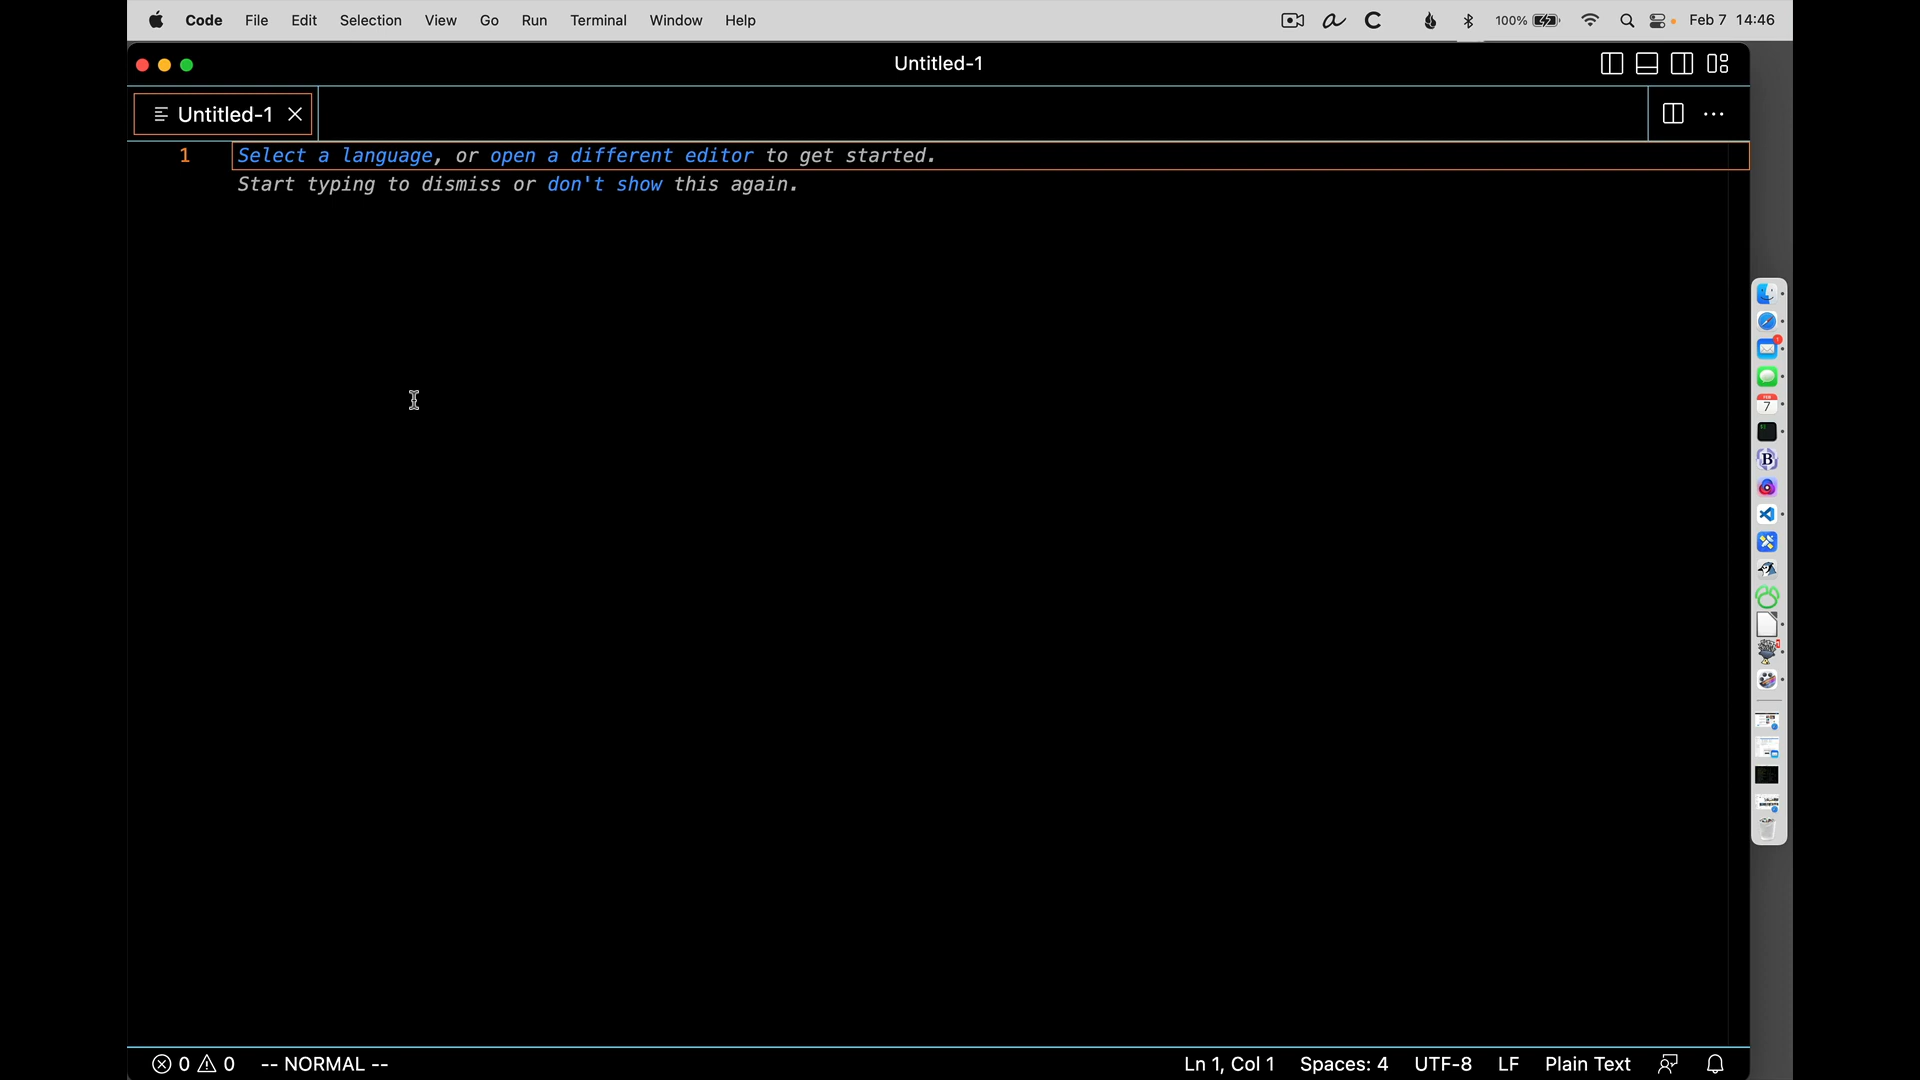 Code File Edit Selection View Go Run Terminal Window Help 100% Feb 7 14:46
Untitled-1
Untitled-1
1 Select a language, or open a different editor to get started.
Start typing to dismiss or don't show this again.
7
B
0 0 -- NORMAL -- Ln 1, Col 1 Spaces: 4 UTF-8 LF Plain Text